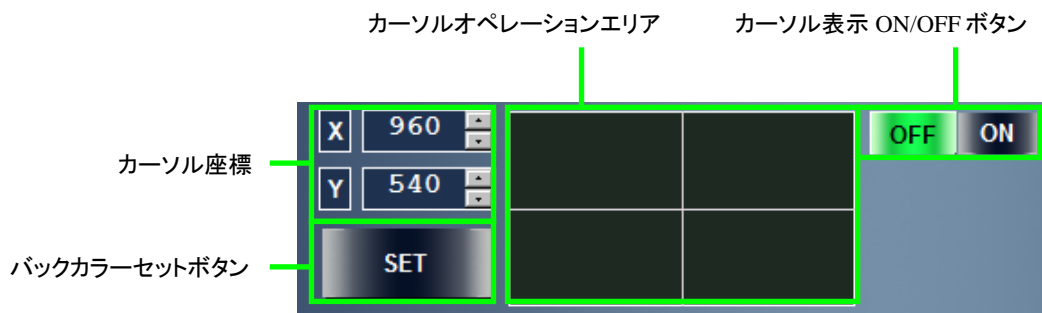 カーソルオペレーションエリア
カーソル表示 ON/OFF ボタン
X 960
OFF ON
カーソル座標
Y 540
バックカラーセットボタン
SET